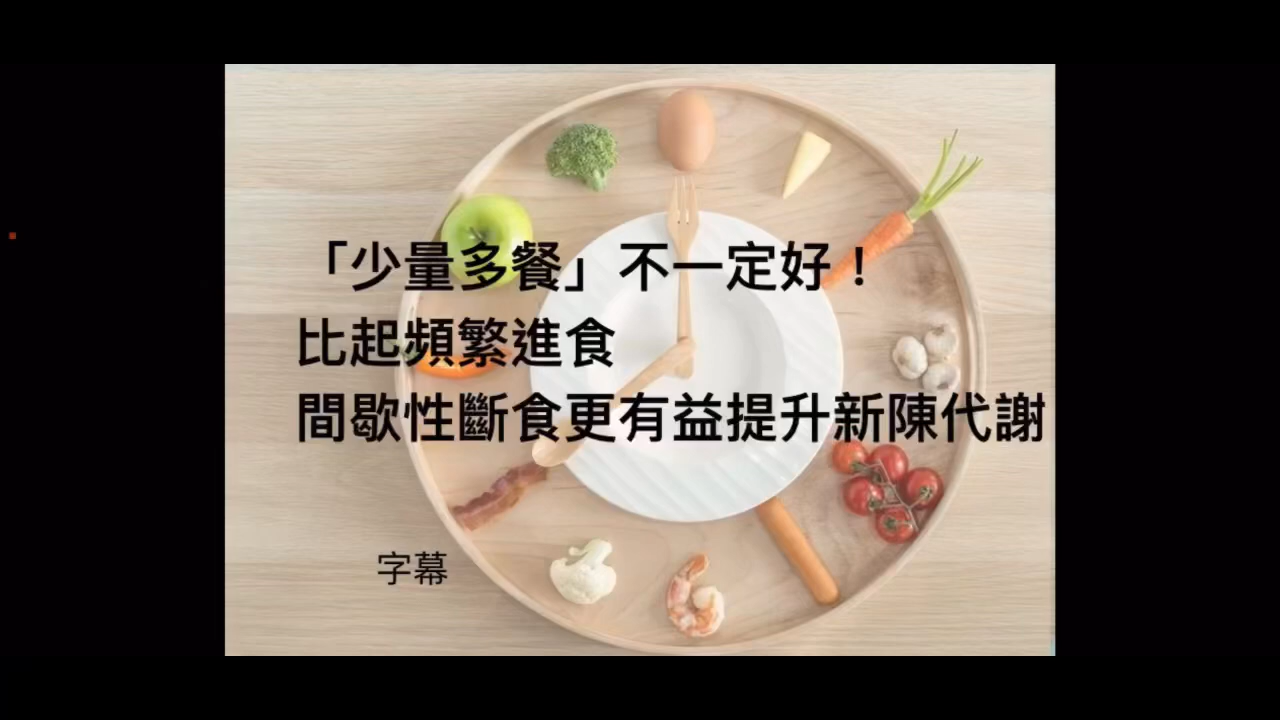 「少量多餐」不一定好！
比起頻繁進食
間歇性斷食更有益提升新陳代謝
字幕